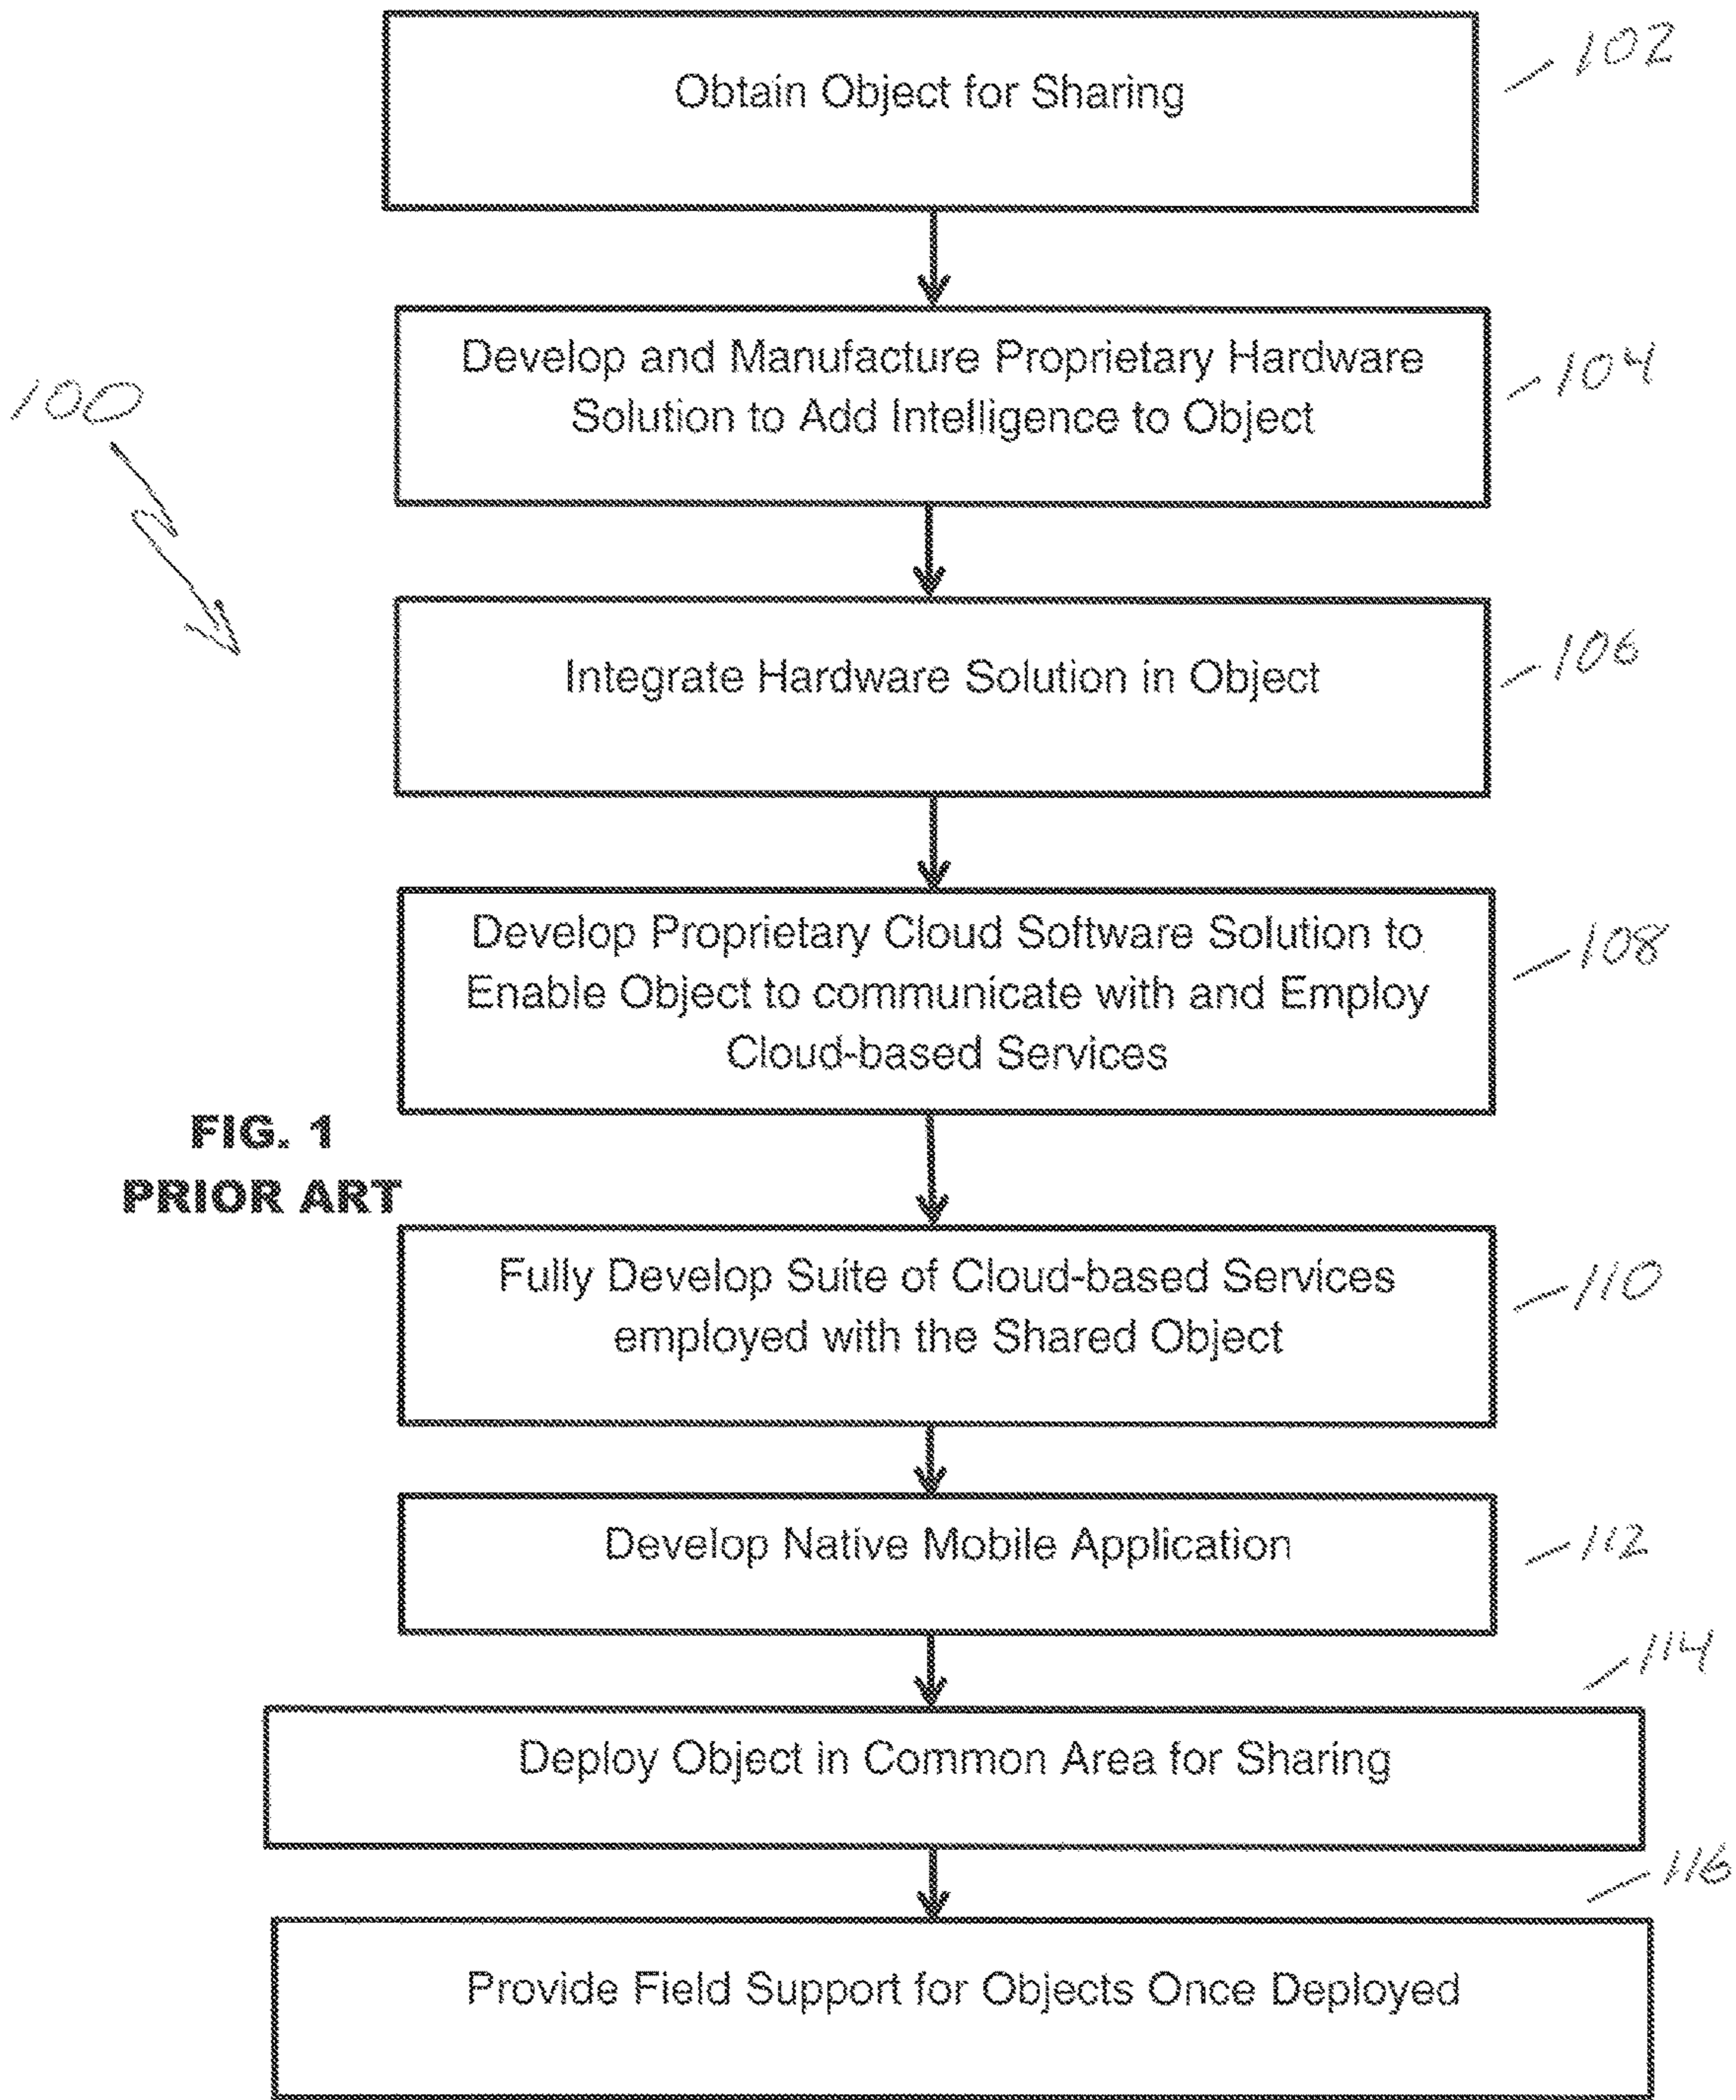 102
Obtain Object for Sharing
104
Develop and Manufacture Proprietary Hardware
Solution to Add Intelligence to Object
100
106
Integrate Hardware Solution in Object
108
Develop Proprietary Cloud Software Solution to
Enable Object to communicate with and Employ
Cloud-based Services
FIG. 1
PRIOR ART
110
Fully Develop Suite of Cloud-based Services
employed with the Shared Object
112
Develop Native Mobile Application
114
Deploy Object in Common Area for Sharing
116
Provide Field Support for Objects Once Deployed